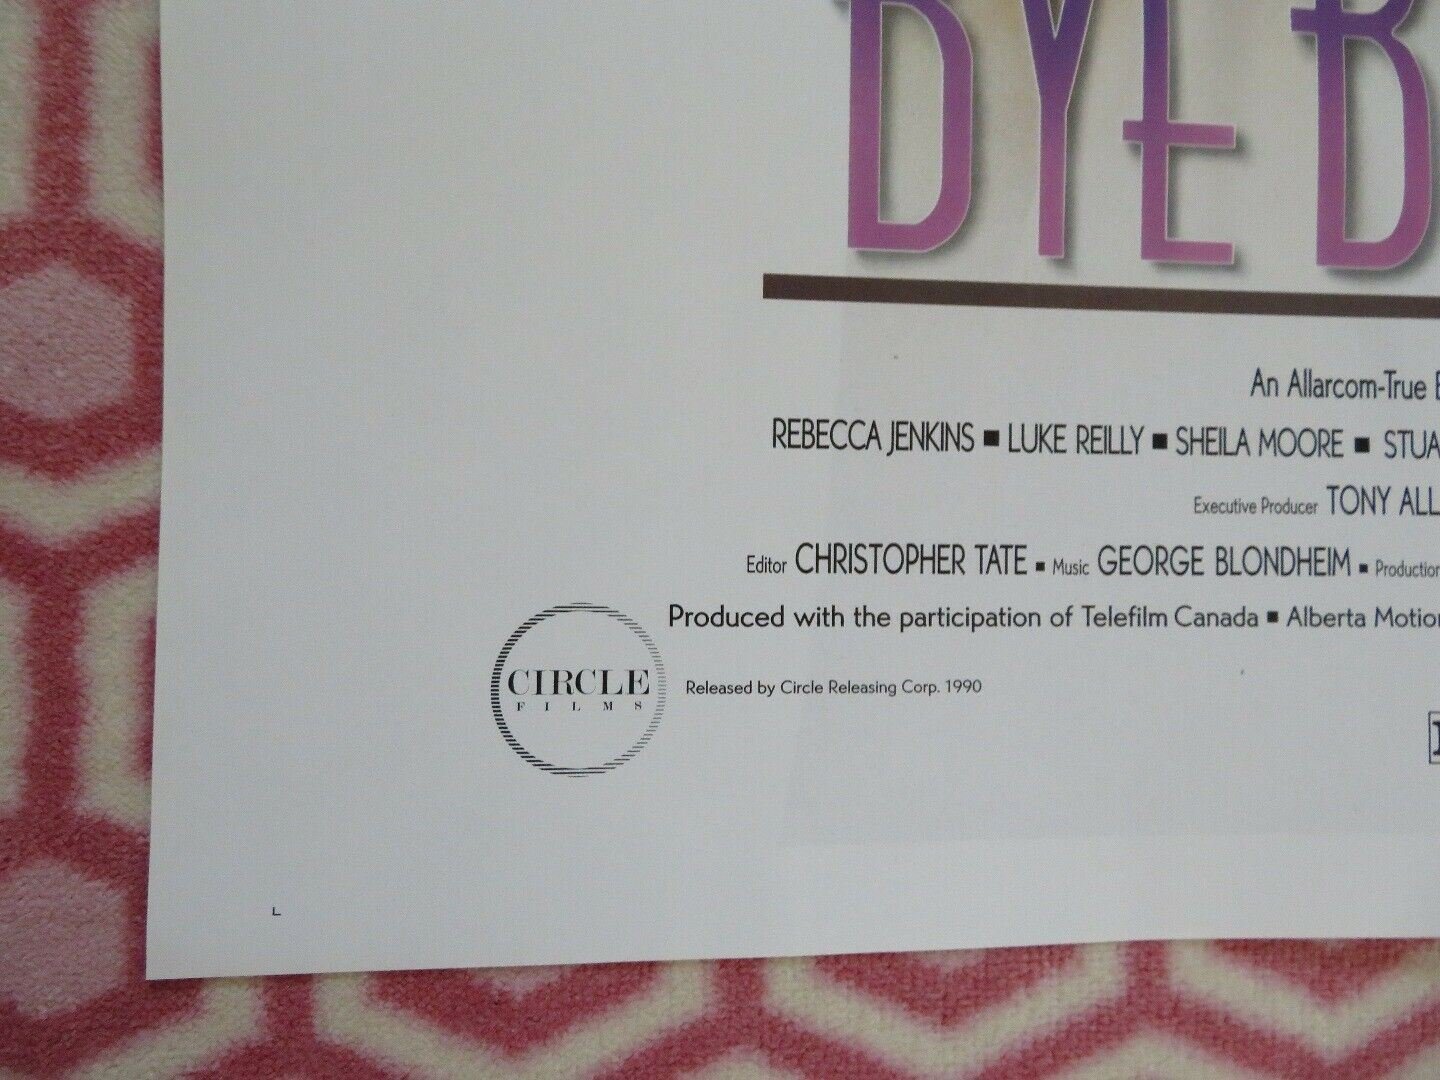 BYE B
An Allarcom-True
REBECCA JENKINS ■ LUKE REILLY ■ SHEILA MOORE ■ STUA
Executive Producer TONY ALL
Editor CHRISTOPHER TATE ■ Music GEORGE BLONDHEIM ■ Production
Produced with the participation of Telefilm Canada ■ Alberta Motion
CIRCLE
FILMS
Released by Circle Releasing Corp. 1990
L